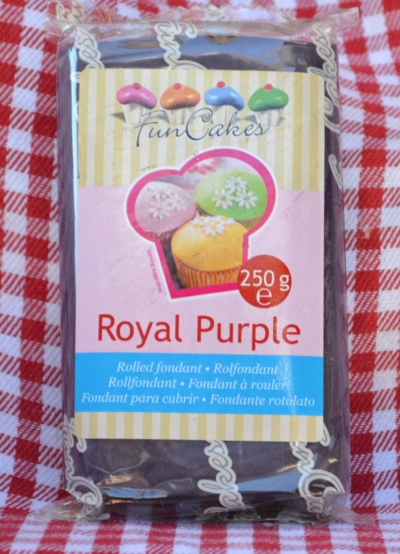 FunCakes
250 g
e
Royal Purple
Rolled fondant • Rolfondant
Rollfondant • Fondant à rouler
Fondant para cubrir • Fondante rotolato